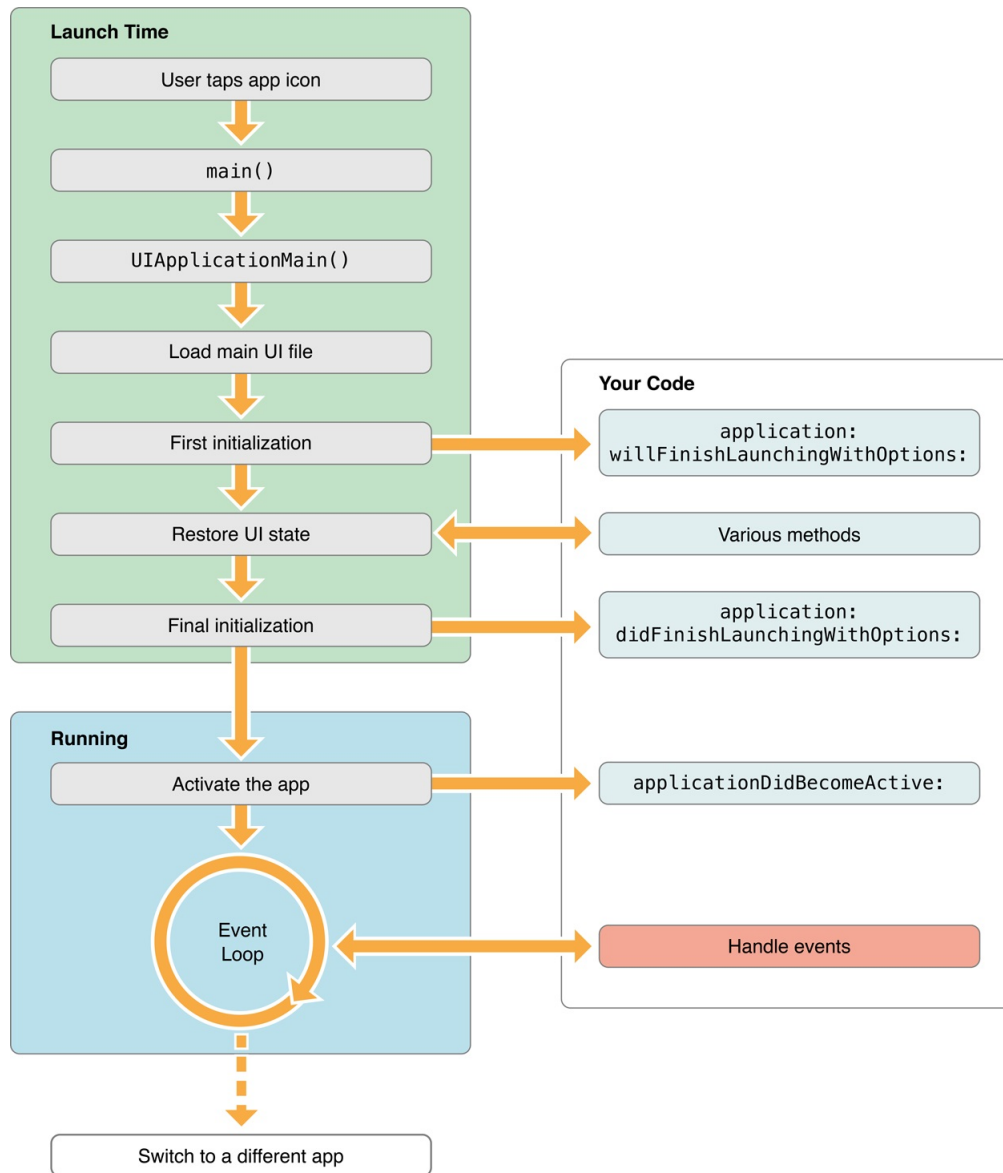 Launch Time
User taps app icon
main()
UIApplicationMain()
Load main UI file
First initialization
Restore UI state
Final initialization
Your Code
application:
willFinishLaunchingWithOptions:
Various methods
application:
didFinishLaunchingWithOptions:
Running
Activate the app
applicationDidBecomeActive:
Event
Loop
Handle events
Switch to a different app